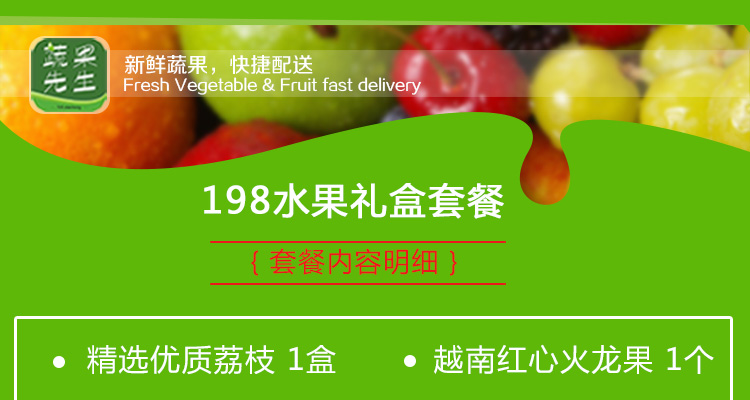 蔬果
先生
新鲜蔬果，快捷配送
Fresh Vegetable & Fruit fast delivery
198水果礼盒套餐
{ 套餐内容明细 }
● 精选优质荔枝 1盒
● 越南红心火龙果 1个